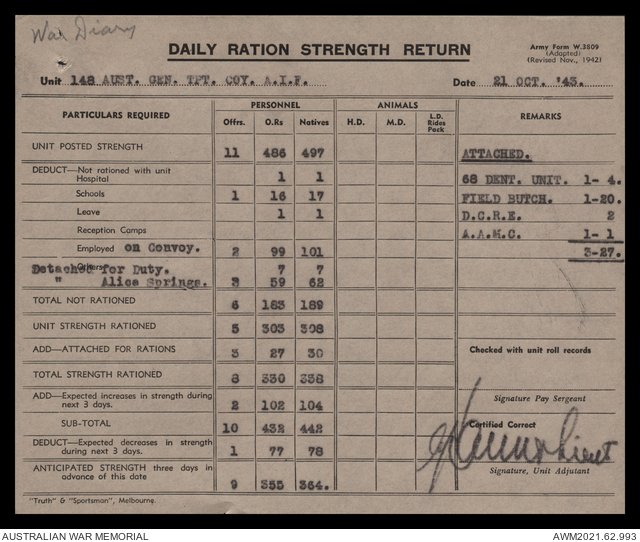 War Diary
DAILY RATION STRENGTH RETURN
Army Form W.3809
(Adapted)
(Revised Nov., 1942)
Unit 148 AUST. GEN. TPT. COY. A.I.F. Date 21 OCT. '43.
PARTICULARS REQUIRED PERSONNEL ANIMALS REMARKS
Offrs. O.Rs Natives H.D. M.D. L.D. Rides Pack
UNIT POSTED STRENGTH 11 486 497 ATTACHED.
DEDUCT—Not rationed with unit
Hospital 1 1 68 DENT. UNIT. 1- 4.
Schools 1 16 17 FIELD BUTCH. 1-20.
Leave 1 1 D.C.R.E. 2
Reception Camps A.A.M.C. 1- 1
Employed on Convoy. 2 99 101 3-27.
Others
Detached for Duty. 7 7
" Alice Springs. 3 59 62
TOTAL NOT RATIONED 6 183 189
UNIT STRENGTH RATIONED 5 303 308
ADD—ATTACHED FOR RATIONS 3 27 30 Checked with unit roll records
TOTAL STRENGTH RATIONED 8 330 338
ADD—Expected increases in strength during
next 3 days. 2 102 104 Signature Pay Sergeant
SUB-TOTAL 10 432 442 Certified Correct
DEDUCT—Expected decreases in strength
during next 3 days. 1 77 78
Lieut
ANTICIPATED STRENGTH three days in
advance of this date 9 355 364. Signature, Unit Adjutant
"Truth" & "Sportsman", Melbourne.
AUSTRALIAN WAR MEMORIAL AWM2021.62.993